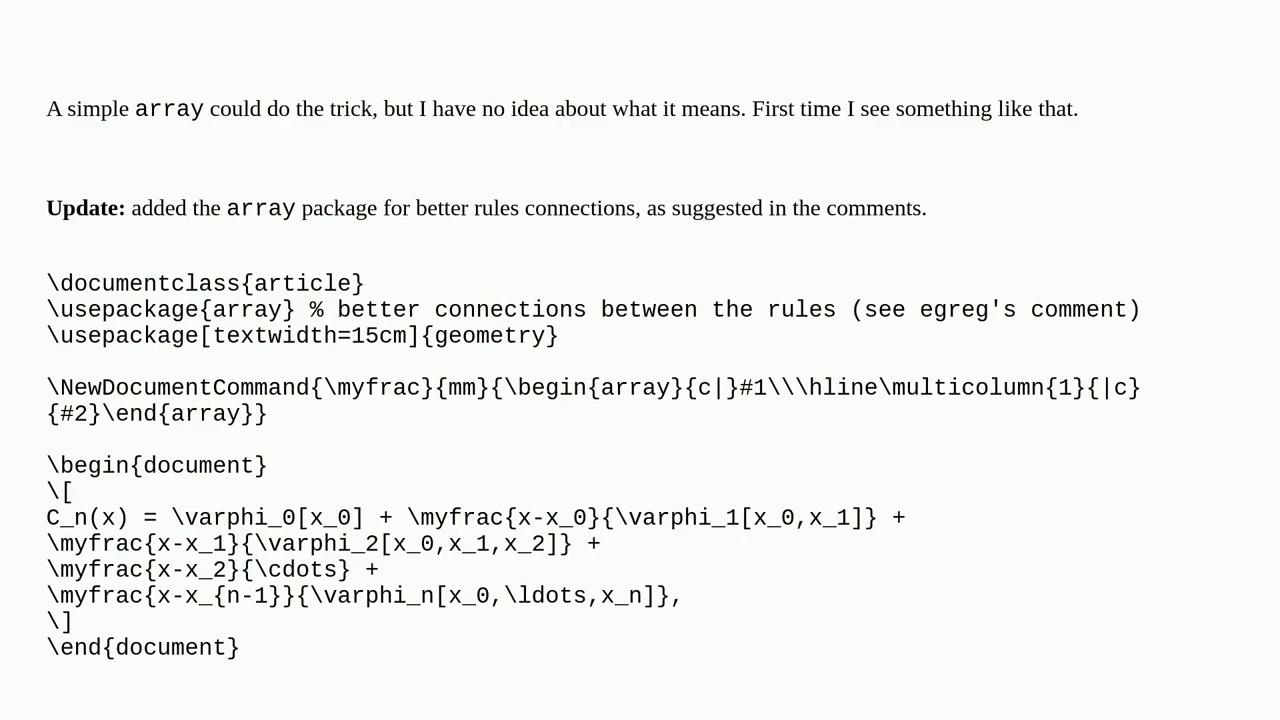 A simple array could do the trick, but I have no idea about what it means. First time I see something like that.
Update: added the array package for better rules connections, as suggested in the comments.
\documentclass{article}
\usepackage{array} % better connections between the rules (see egreg's comment)
\usepackage[textwidth=15cm]{geometry}
\NewDocumentCommand{\myfrac}{mm}{\begin{array}{c|}#1\\\hline\multicolumn{1}{|c}
{#2}\end{array}}
\begin{document}
\[
C_n(x) = \varphi_0[x_0] + \myfrac{x-x_0}{\varphi_1[x_0,x_1]} +
\myfrac{x-x_1}{\varphi_2[x_0,x_1,x_2]} +
\myfrac{x-x_2}{\cdots} +
\myfrac{x-x_{n-1}}{\varphi_n[x_0,\ldots,x_n]},
\]
\end{document}